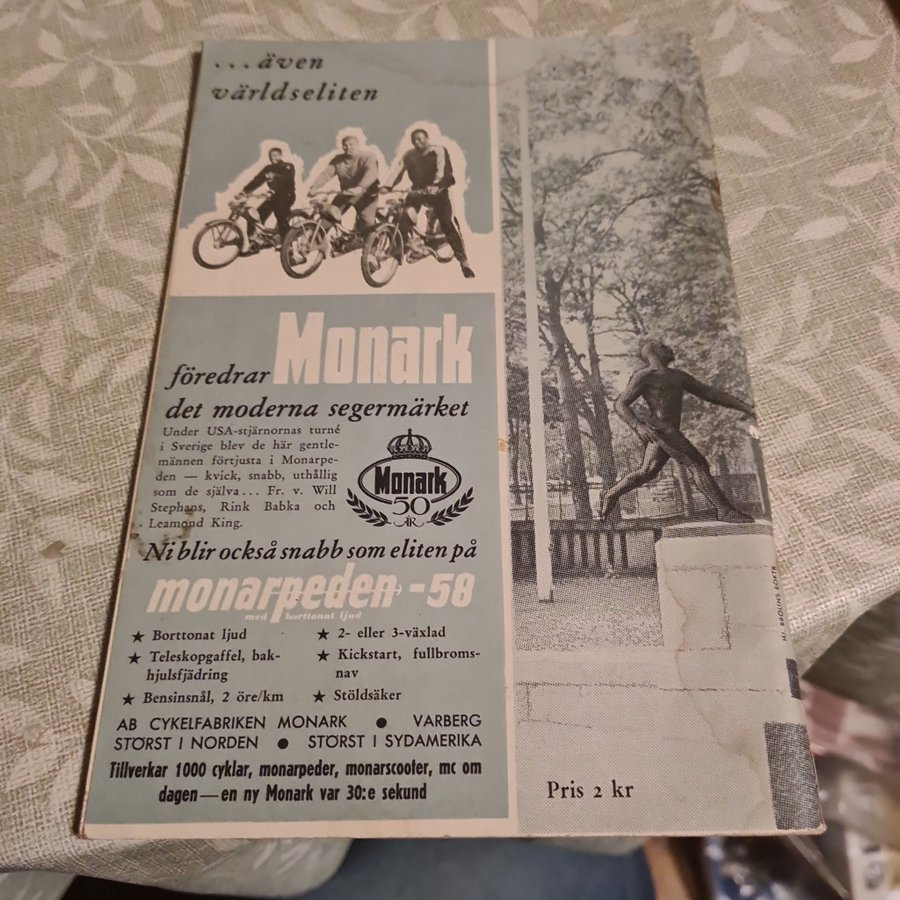 ...även
världseliten
föredrar Monark
det moderna segermärket
Under USA-stjärnornas turné
i Sverige blev de här gentle-
männen förtjusta i Monarpe-
den — kvick, snabb, uthållig
som de själva... Fr. v. Will
Stephans, Rink Babka och
Leamond King.
Monark
50
ÅR
Ni blir också snabb som eliten på
monarpeden-58
med borttonat ljud
★ Borttonat ljud
★ Teleskopgaffel, bak-
hjulsfjädring
★ Bensinsnål, 2 öre/km
★ 2- eller 3-växlad
★ Kickstart, fullbroms-
nav
★ Stöldsäker
AB CYKELFABRIKEN MONARK ● VARBERG
STÖRST I NORDEN ● STÖRST I SYDAMERIKA
Tillverkar 1000 cyklar, monarpeder, monarscooter, mc om
dagen — en ny Monark var 30:e sekund
Pris 2 kr